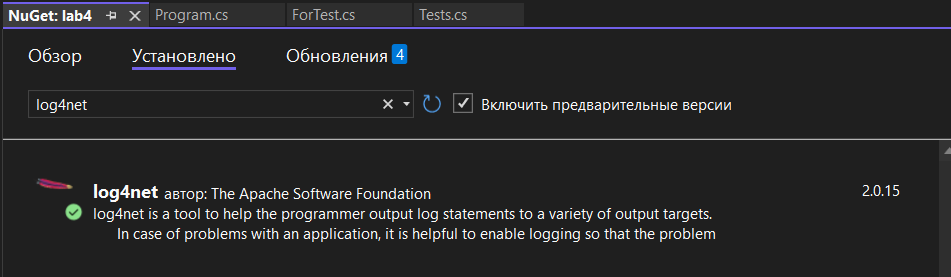 NuGet: lab4 Program.cs ForTest.cs Tests.cs
Обзор Установлено Обновления 4
log4net Включить предварительные версии
log4net автор: The Apache Software Foundation 2.0.15
log4net is a tool to help the programmer output log statements to a variety of output targets.
In case of problems with an application, it is helpful to enable logging so that the problem